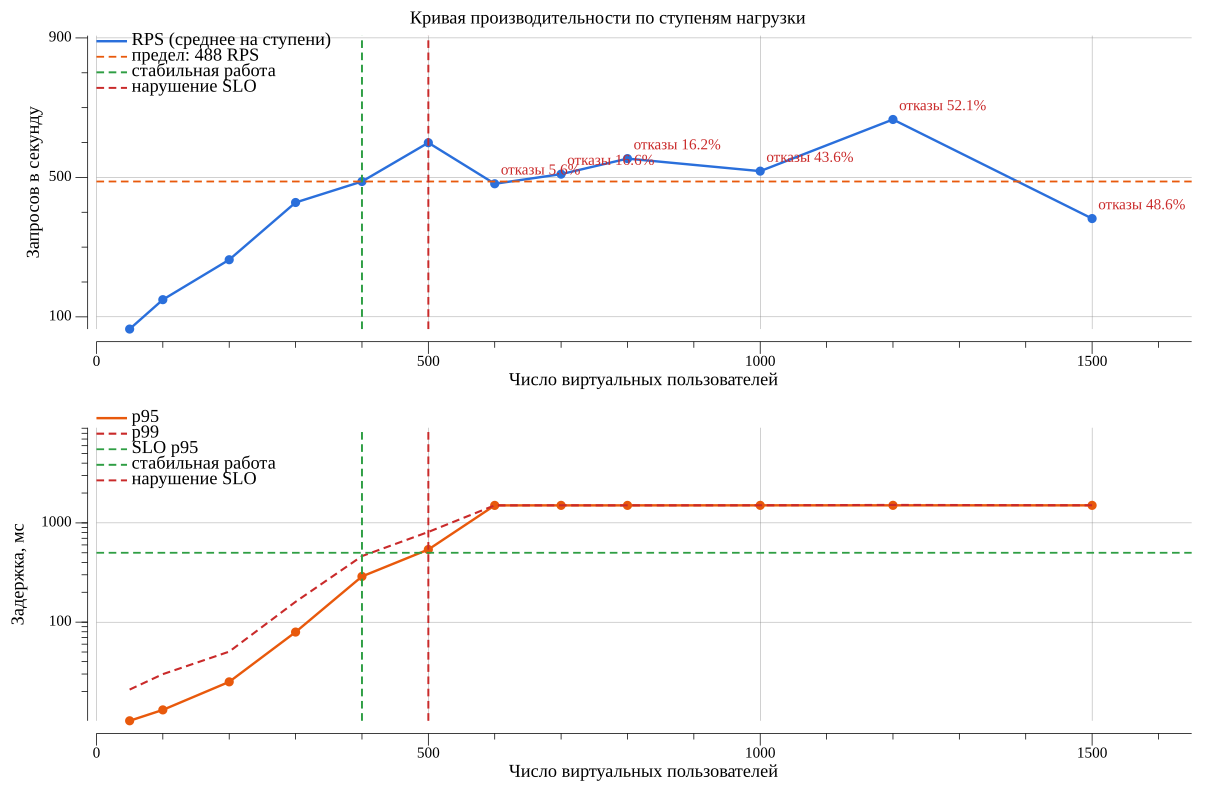 Кривая производительности по ступеням нагрузки
900
500
100
Запросов в секунду
RPS (среднее на ступени)
предел: 488 RPS
стабильная работа
нарушение SLO
отказы 5.6%
отказы 10.6%
отказы 16.2%
отказы 43.6%
отказы 52.1%
отказы 48.6%
0
500
1000
1500
Число виртуальных пользователей
p95
p99
SLO p95
стабильная работа
нарушение SLO
1000
100
Задержка, мс
0
500
1000
1500
Число виртуальных пользователей